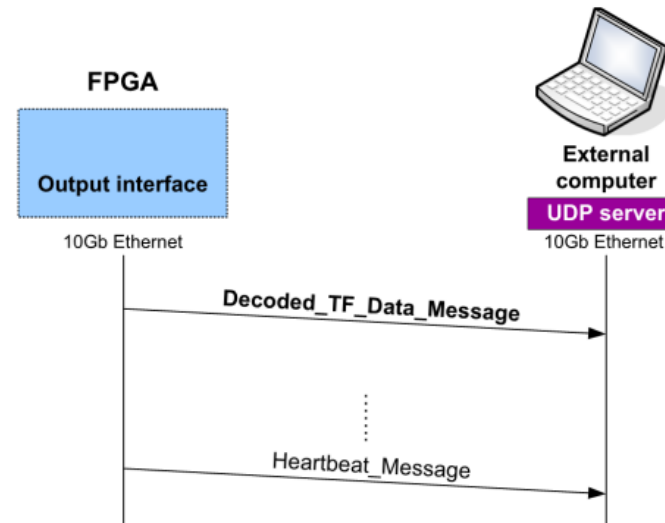 FPGA
Output interface
10Gb Ethernet
External
computer
UDP server
10Gb Ethernet
Decoded_TF_Data_Message
Heartbeat_Message